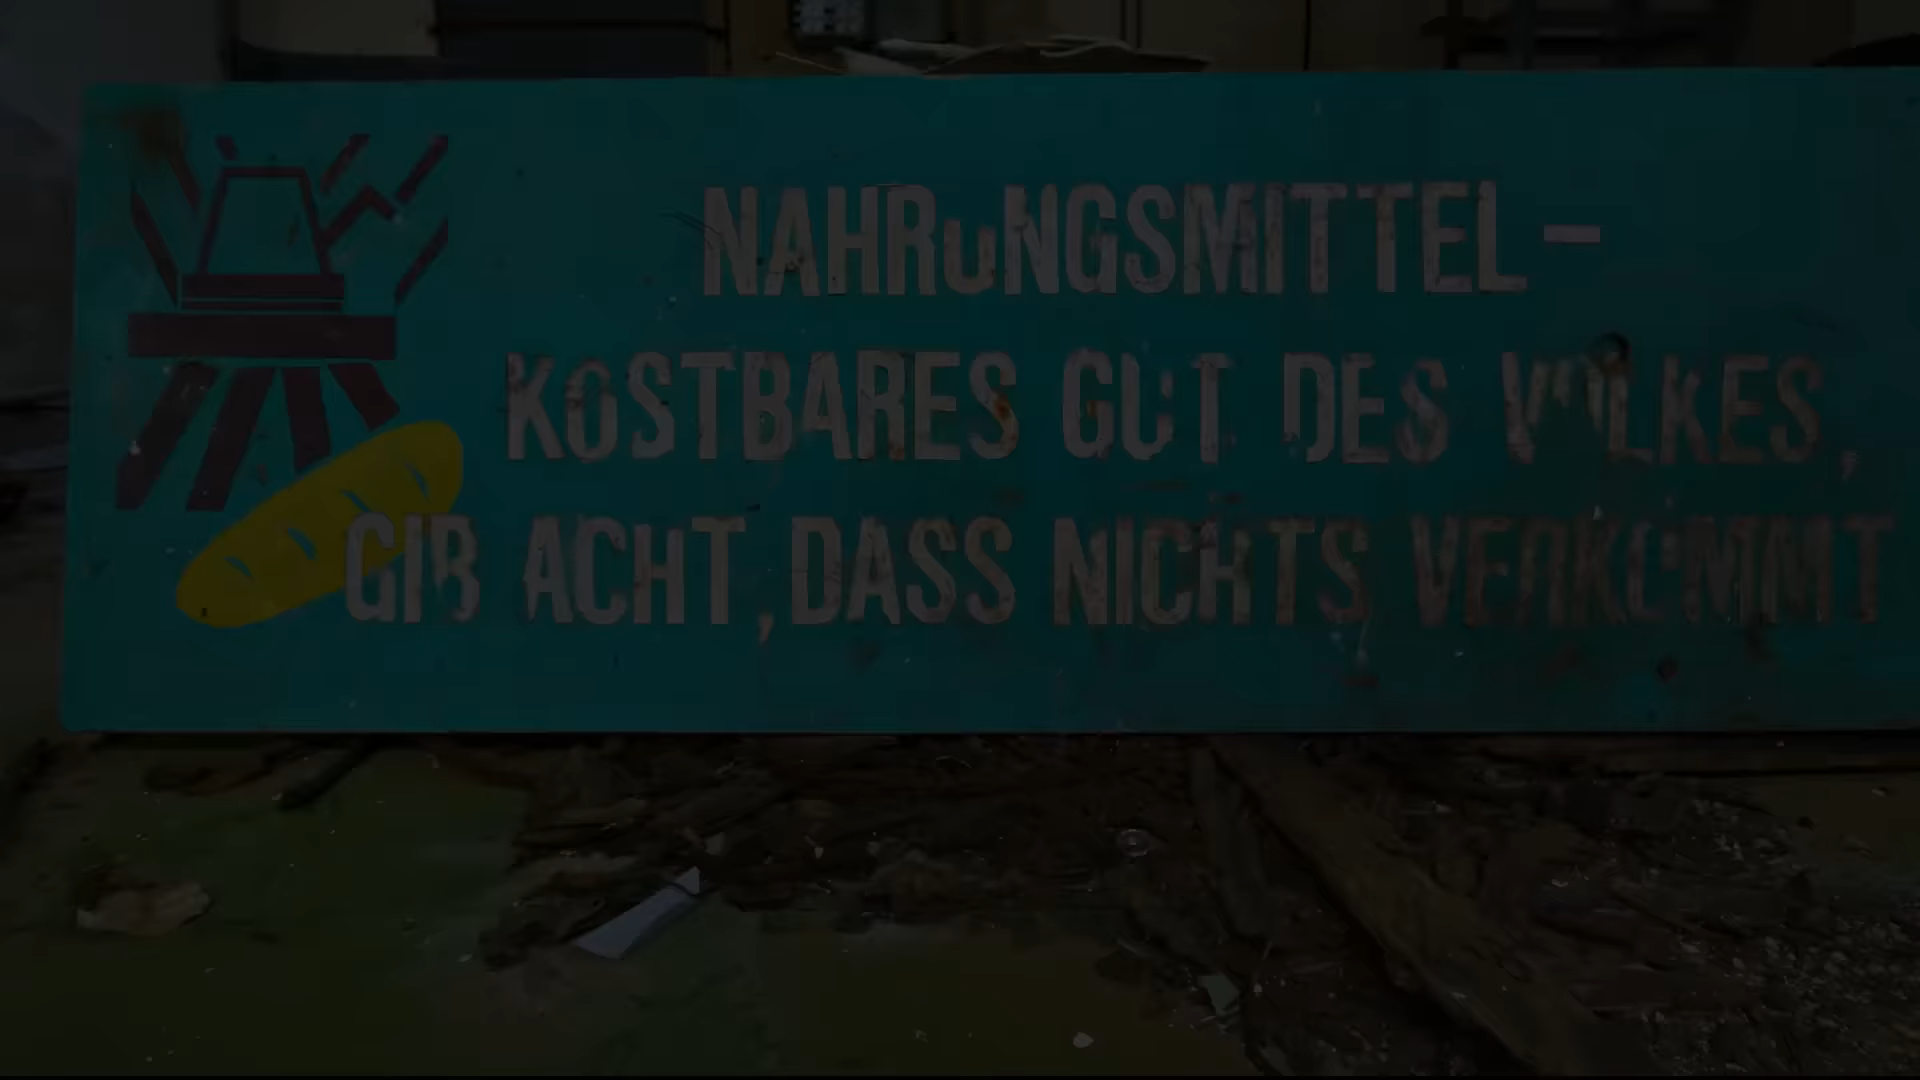 NAHRUNGSMITTEL –
KOSTBARES GUT DES VOLKES,
GIB ACHT, DASS NICHTS VERKOMMT